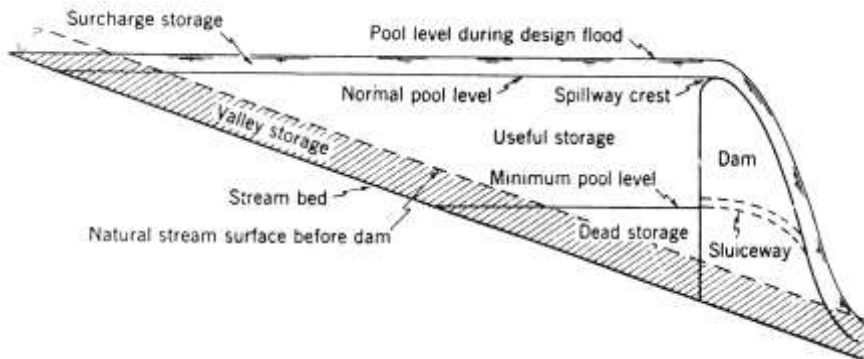 Surcharge storage
Pool level during design flood
Normal pool level
Spillway crest
Valley storage
Useful storage
Dam
Minimum pool level
Stream bed
Natural stream surface before dam
Dead storage
Sluiceway